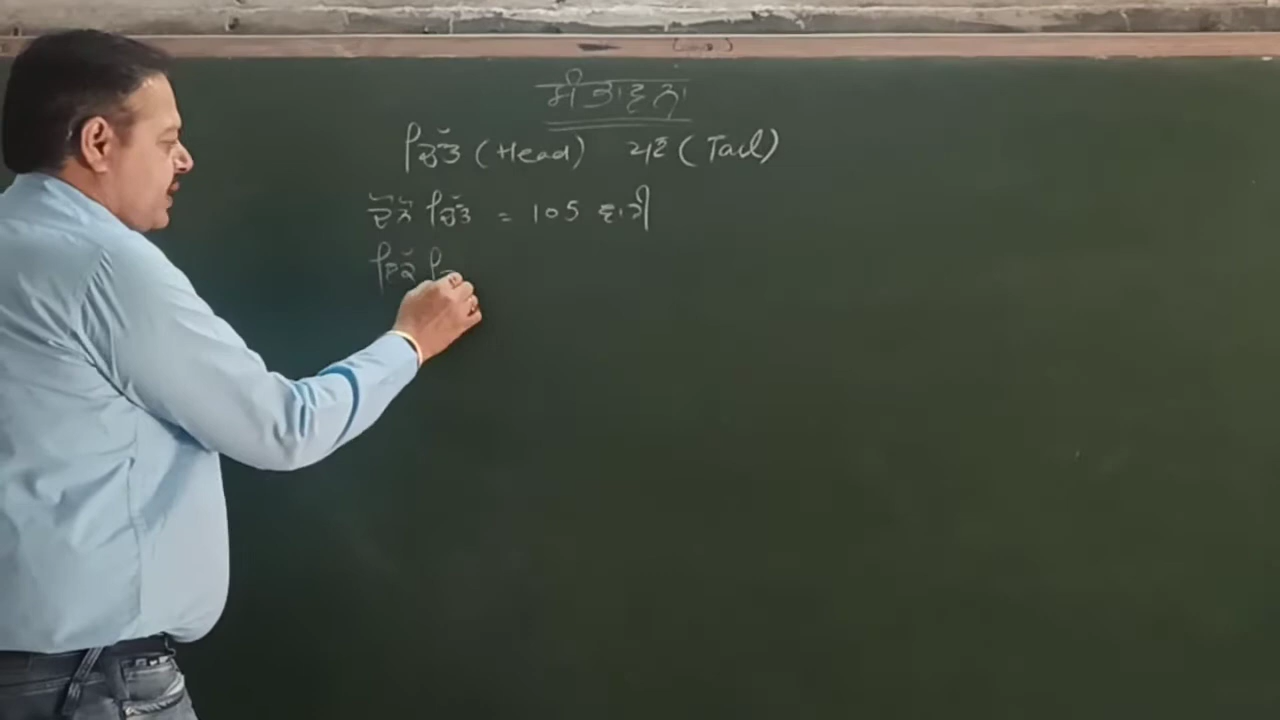 ਸੰਭਾਵਨਾ
ਚਿੱਤ (Head) ਪਟ (Tail)
ਦੋਨੋਂ ਚਿੱਤ = 105 ਵਾਰੀ
ਇੱਕ